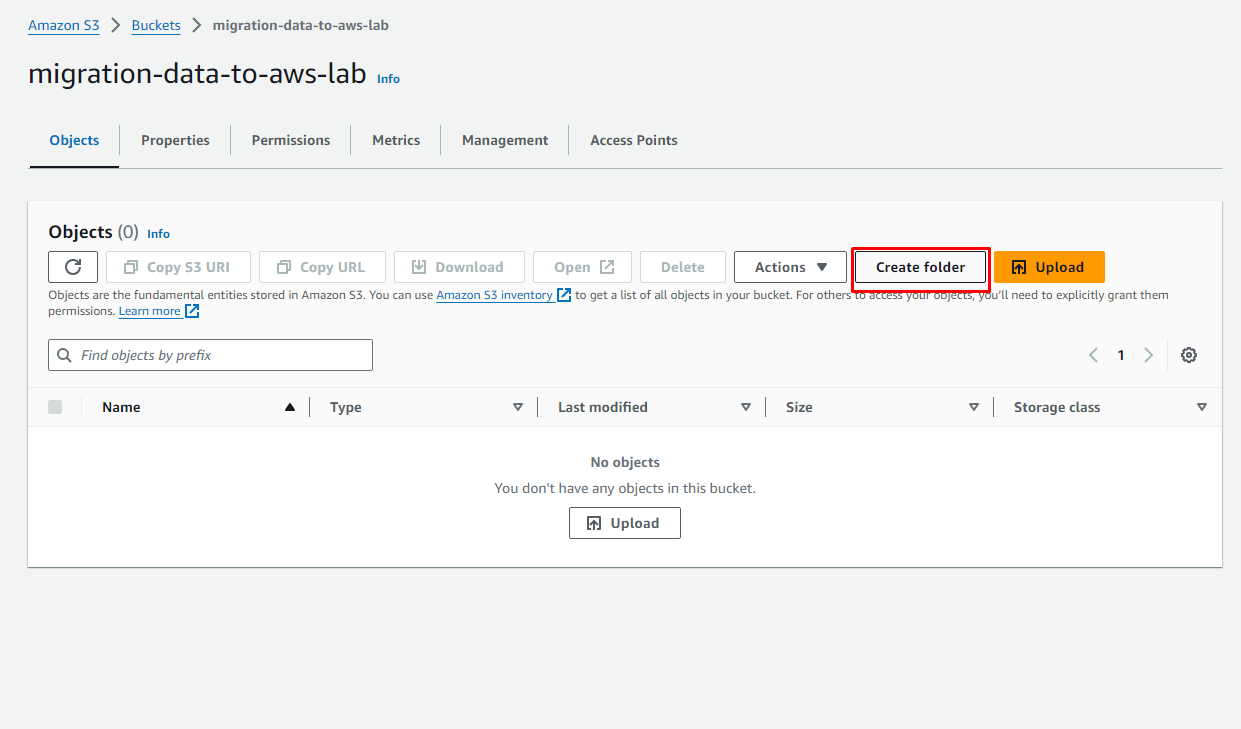 Amazon S3 > Buckets > migration-data-to-aws-lab
migration-data-to-aws-lab Info
Objects Properties Permissions Metrics Management Access Points
Objects (0) Info
Copy S3 URI Copy URL Download Open Delete Actions Create folder Upload
Objects are the fundamental entities stored in Amazon S3. You can use Amazon S3 inventory to get a list of all objects in your bucket. For others to access your objects, you'll need to explicitly grant them
permissions. Learn more
Find objects by prefix 1
Name Type Last modified Size Storage class
No objects
You don't have any objects in this bucket.
Upload